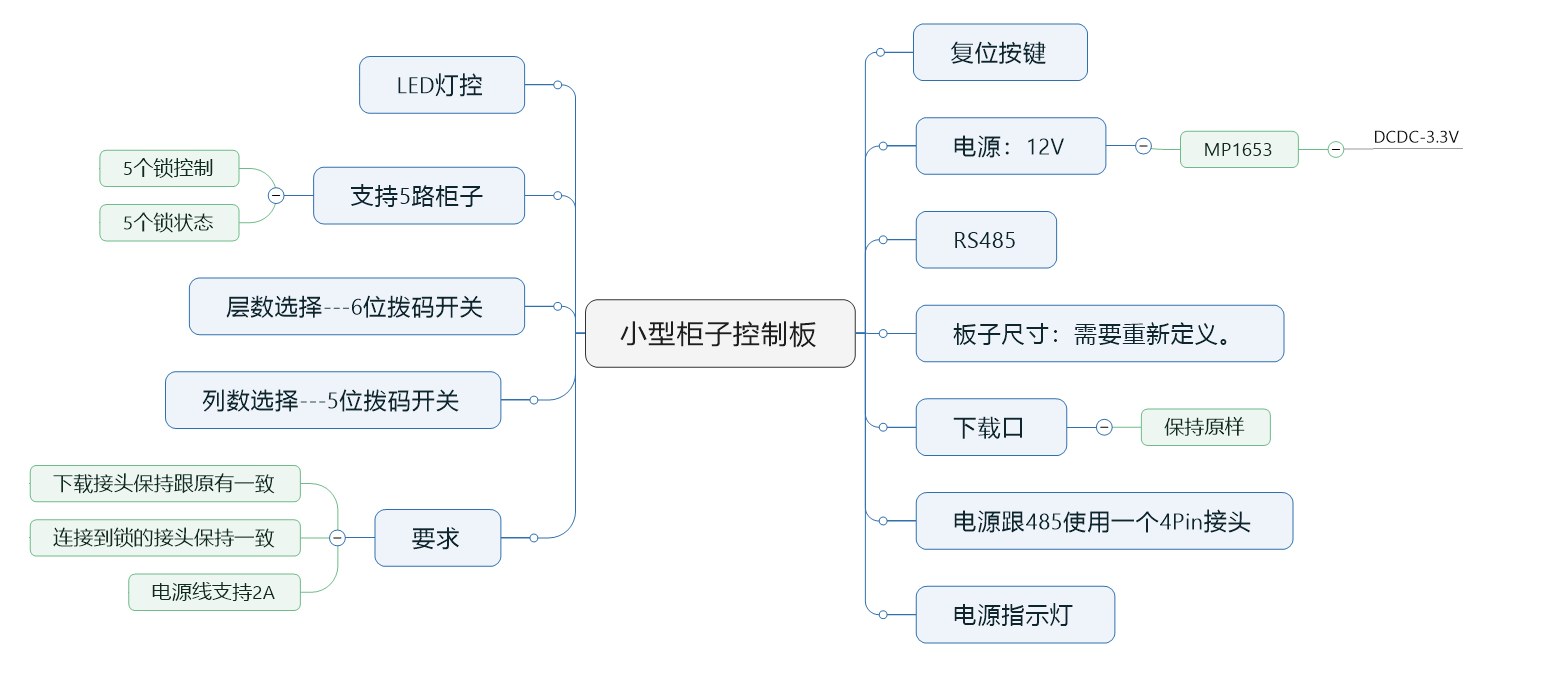 小型柜子控制板
LED灯控
支持5路柜子
5个锁控制
5个锁状态
层数选择---6位拨码开关
列数选择---5位拨码开关
要求
下载接头保持跟原有一致
连接到锁的接头保持一致
电源线支持2A
复位按键
电源：12V
MP1653
DCDC-3.3V
RS485
板子尺寸：需要重新定义。
下载口
保持原样
电源跟485使用一个4Pin接头
电源指示灯